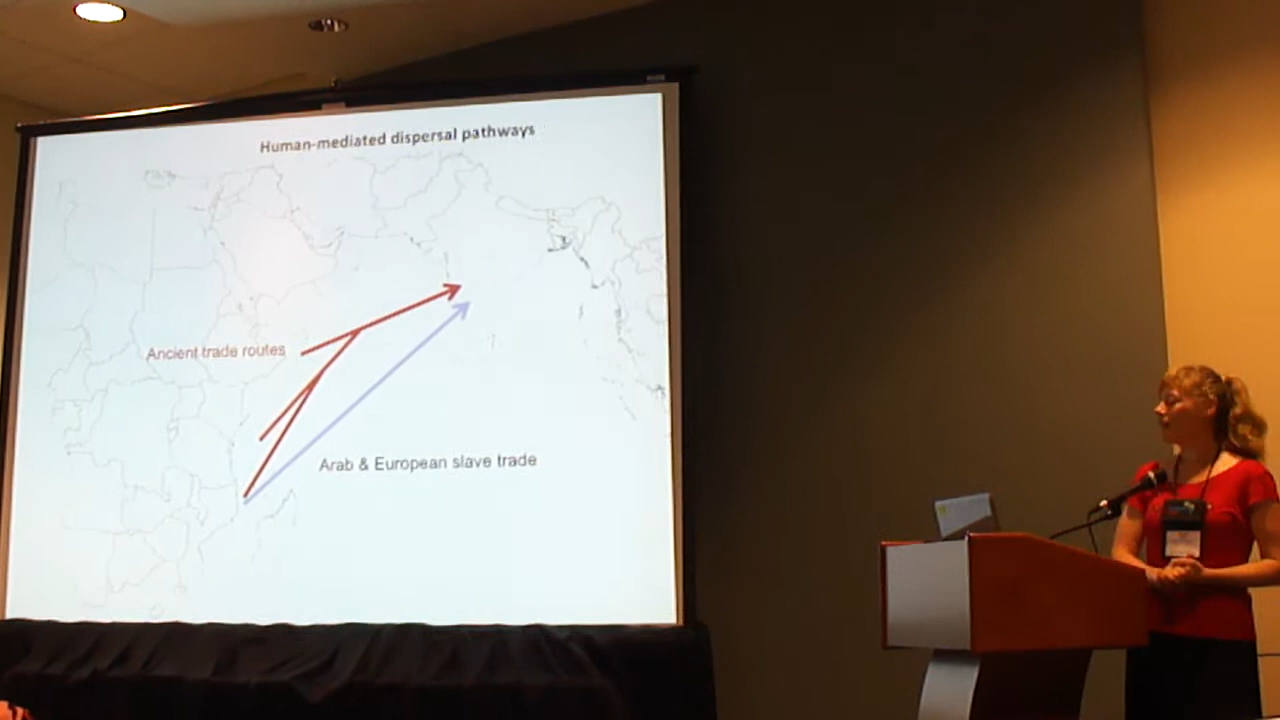 Human-mediated dispersal pathways
Ancient trade routes
Arab & European slave trade